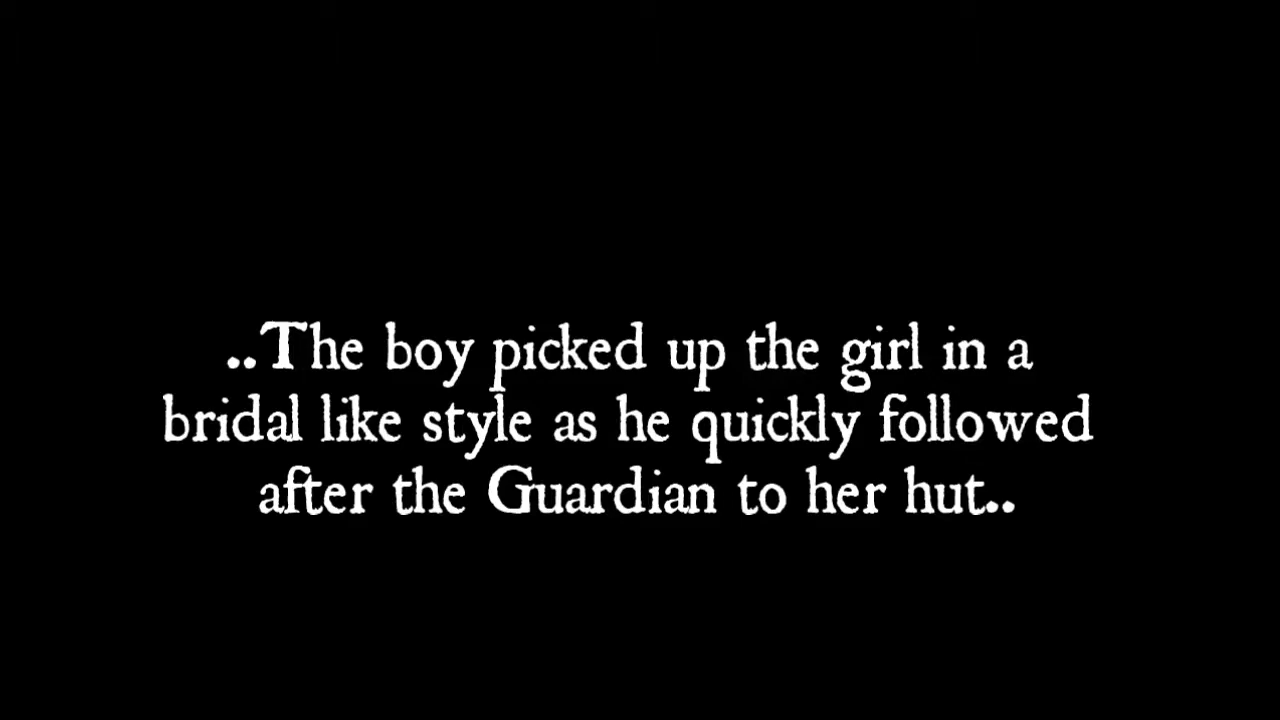 ..The boy picked up the girl in a
bridal like style as he quickly followed
after the Guardian to her hut..